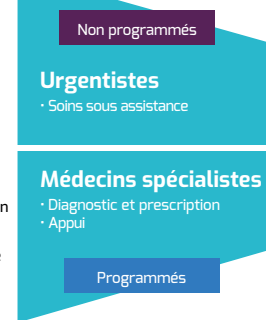 Non programmés
Urgentistes
· Soins sous assistance
Médecins spécialistes
· Diagnostic et prescription
n
· Appui
e
Programmés